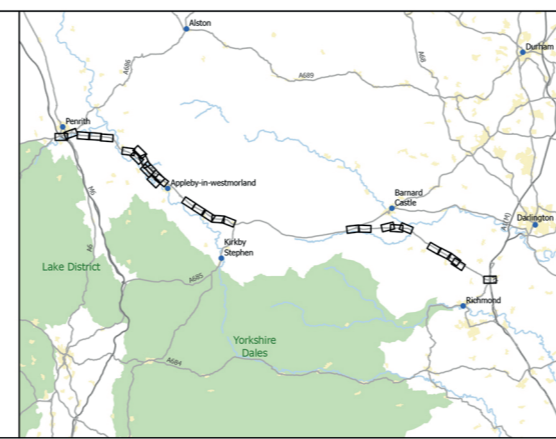 Alston
Durham
A68
A686
A689
Penrith
Appleby-in-westmorland
Barnard
Castle
Darlington
A1(M)
M6
Kirkby
Stephen
A6
Lake District
A685
Richmond
Yorkshire
Dales
A684